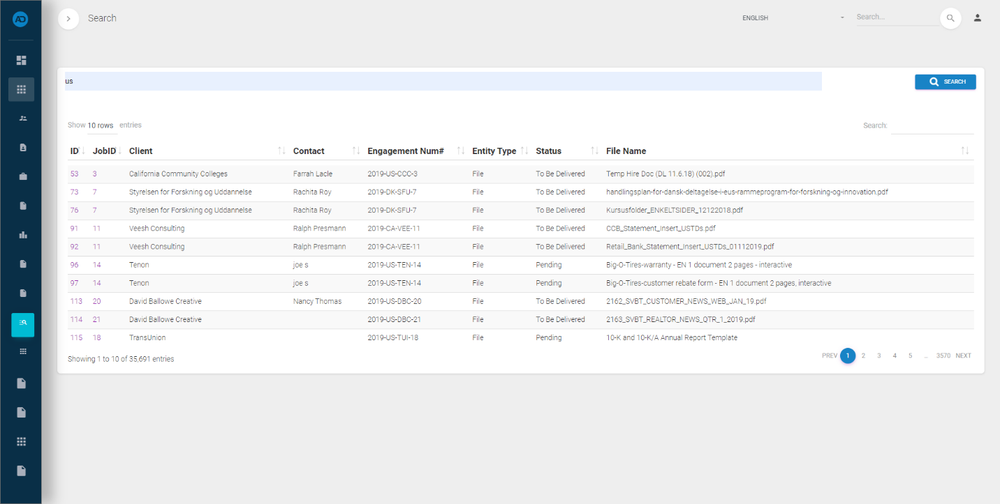 AD
Search
ENGLISH
Search...
us
SEARCH
Show 10 rows entries
Search:
ID JobID Client Contact Engagement Num# Entity Type Status File Name
53 3 California Community Colleges Farrah Lacle 2019-US-CCC-3 File To Be Delivered Temp Hire Doc (DL 11.6.18) (002).pdf
73 7 Styrelsen for Forskning og Uddannelse Rachita Roy 2019-DK-SFU-7 File To Be Delivered handlingsplan-for-dansk-deltagelse-i-eus-rammeprogram-for-forskning-og-innovation.pdf
76 7 Styrelsen for Forskning og Uddannelse Rachita Roy 2019-DK-SFU-7 File To Be Delivered Kursusfolder_ENKELTSIDER_12122018.pdf
91 11 Veesh Consulting Ralph Presmann 2019-CA-VEE-11 File To Be Delivered CCB_Statement_Insert_USTDs.pdf
92 11 Veesh Consulting Ralph Presmann 2019-CA-VEE-11 File To Be Delivered Retail_Bank_Statement_Insert_USTDs_01112019.pdf
96 14 Tenon joe s 2019-US-TEN-14 File Pending Big-O-Tires-warranty - EN 1 document 2 pages - interactive
97 14 Tenon joe s 2019-US-TEN-14 File Pending Big-O-Tires-customer rebate form - EN 1 document 2 pages, interactive
113 20 David Ballowe Creative Nancy Thomas 2019-US-DBC-20 File To Be Delivered 2162_SVBT_CUSTOMER_NEWS_WEB_JAN_19.pdf
114 21 David Ballowe Creative 2019-US-DBC-21 File To Be Delivered 2163_SVBT_REALTOR_NEWS_QTR_1_2019.pdf
115 18 TransUnion 2019-US-TUI-18 File Pending 10-K and 10-K/A Annual Report Template
Showing 1 to 10 of 35,691 entries
PREV 1 2 3 4 5 … 3570 NEXT